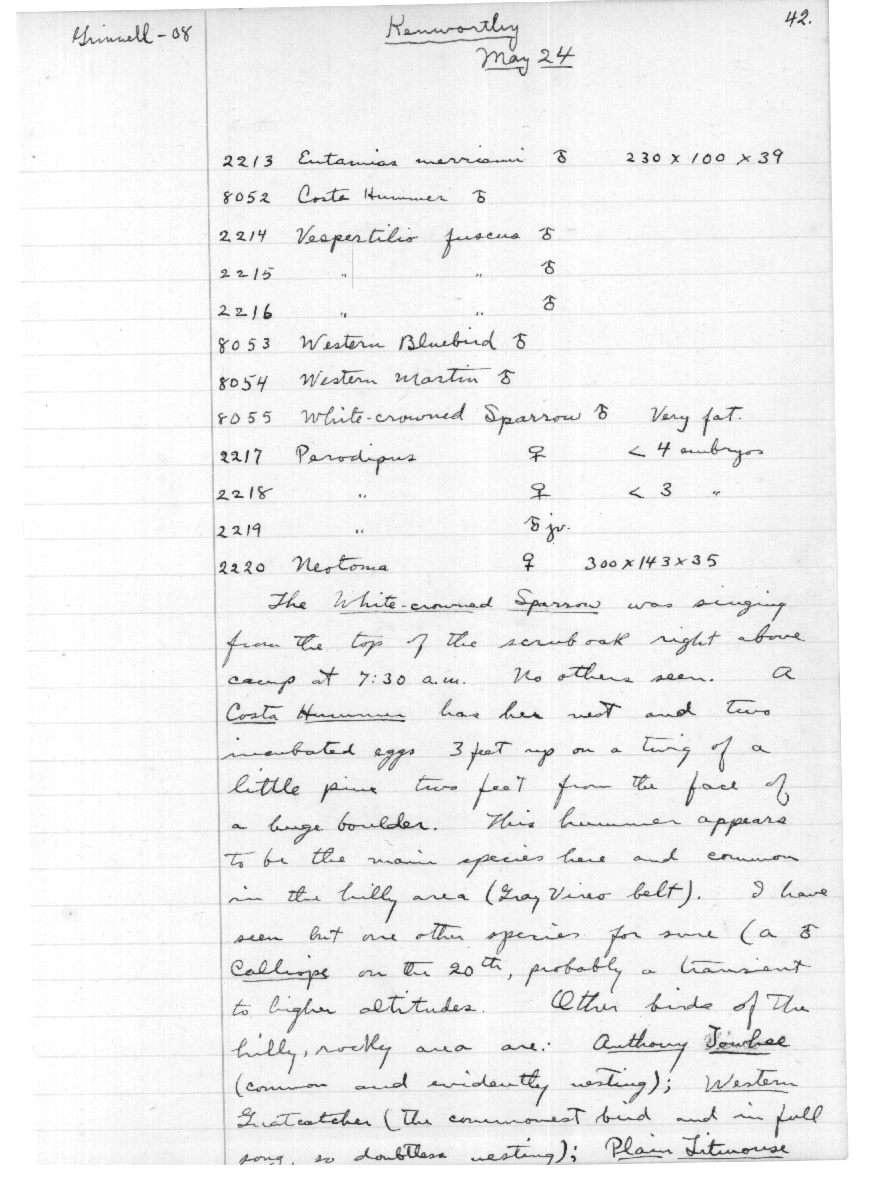 Grinnell - 08
Kenworthy
42.
May 24
2213 Eutamias merriami ♂ 230 x 100 x 39
8052 Costa Hummer ♂
2214 Vespertilio fuscus ♂
2215 " " ♂
2216 " " ♂
8053 Western Bluebird ♂
8054 Western Martin ♂
8055 White-crowned Sparrow ♂ Very fat.
2217 Perodipus ♀ < 4 embryos
2218 " ♀ < 3 "
2219 " ♂ jv.
2220 Neotoma ♀ 300 x 143 x 35
The White-crowned Sparrow was singing
from the top of the scrub oak right above
camp at 7:30 a.m. No others seen. A
Costa Hummer has her nest and two
incubated eggs 3 feet up on a twig of a
little pine two feet from the face of
a huge boulder. This hummer appears
to be the main species here and common
in the hilly area (Gray Vireo belt). I have
seen but one other species for sure (a ♂
Calliope on the 20th, probably a transient
to higher altitudes. Other birds of the
hilly, rocky area are: Anthony Towhee
(common and evidently nesting); Western
Gnatcatcher (the commonest bird and in full
song, so doubtless nesting); Plain Titmouse